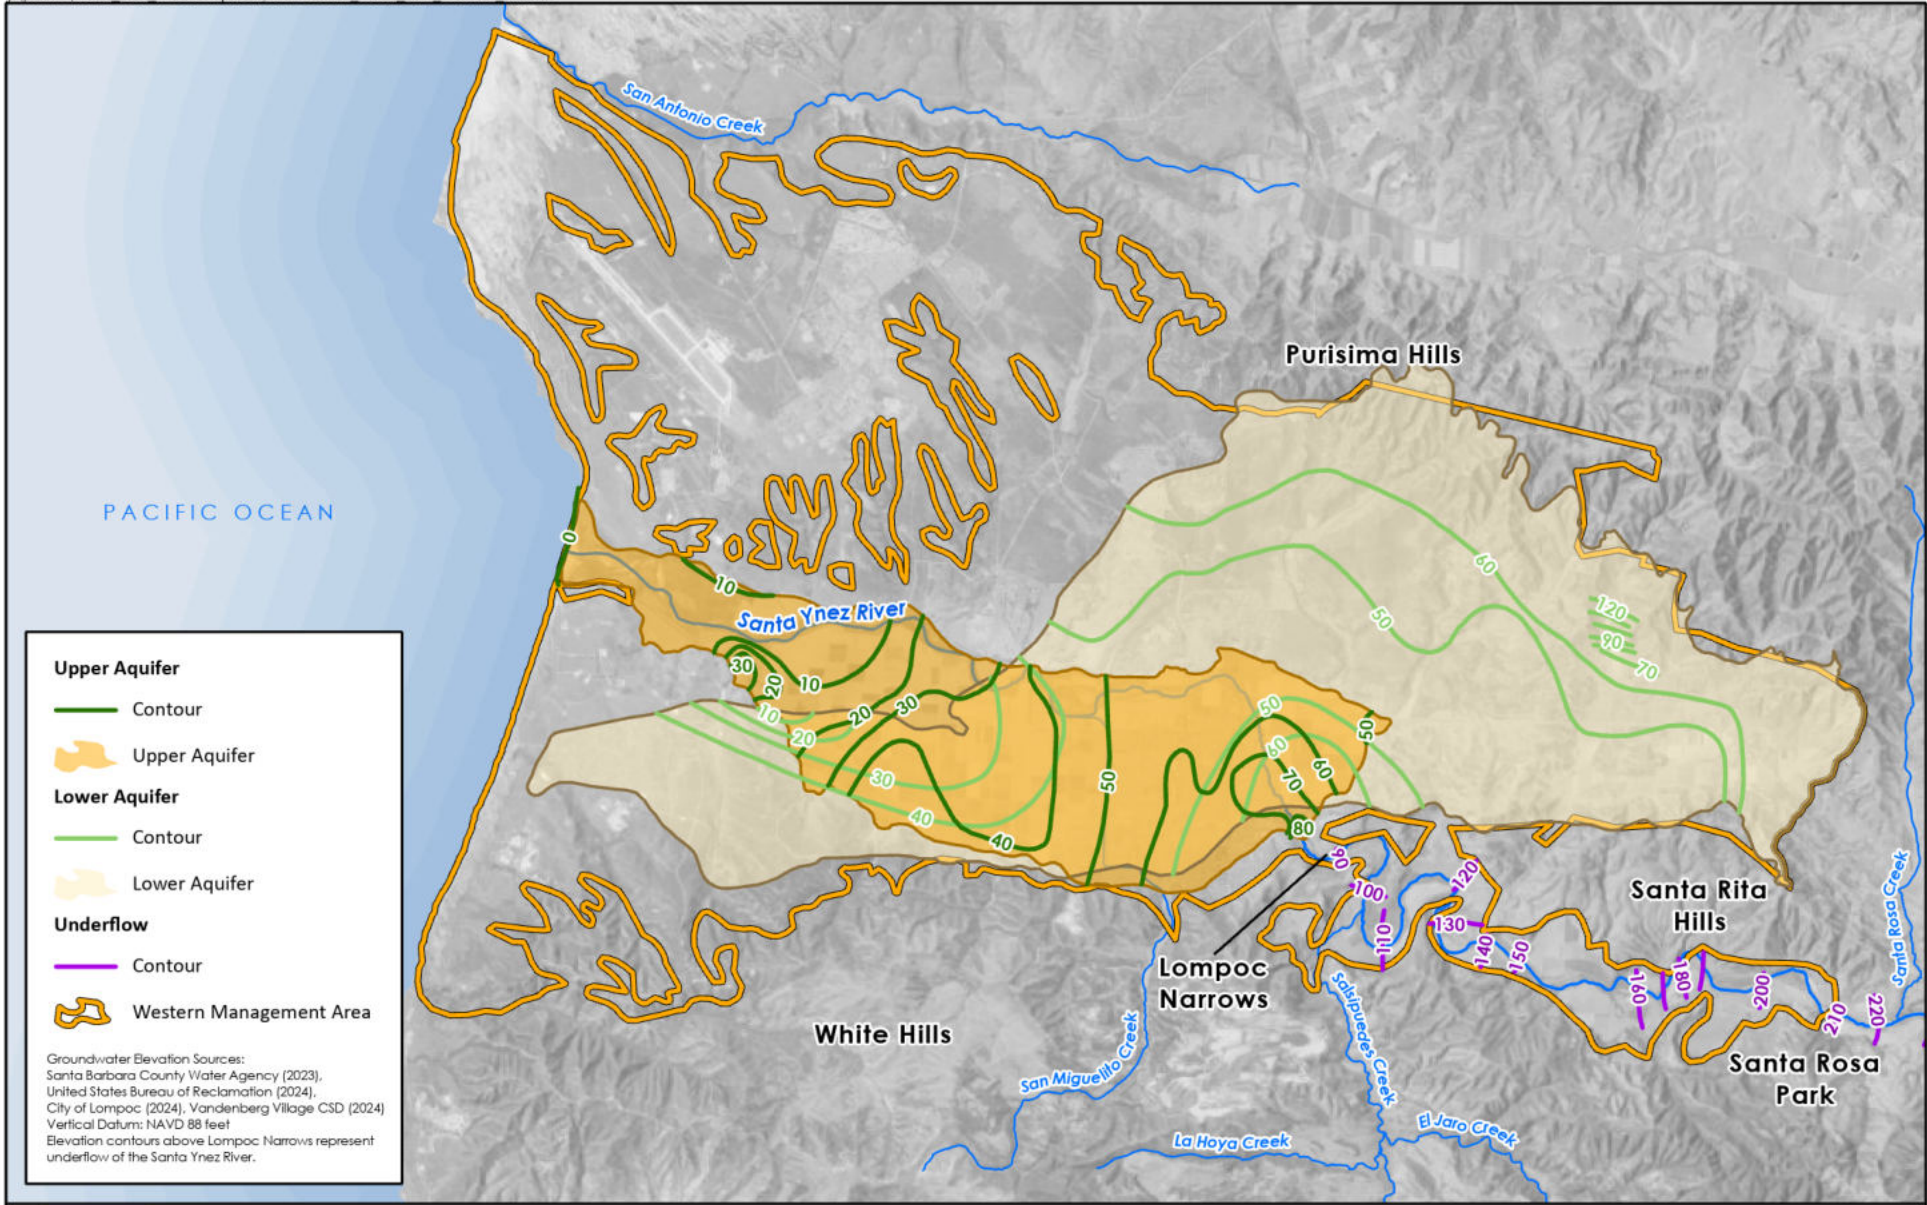 San Antonio Creek
Purisima Hills
PACIFIC OCEAN
0
10
Santa Ynez River
60
50
120
90
70
30
20
10
10
20
20
30
30
40
40
50
50
60
70
60
50
80
90
100
110
120
130
140
150
160
180
200
210
220
Santa Rita
Hills
Santa Rosa Creek
Lompoc
Narrows
White Hills
San Miguelito Creek
Salsipuedes Creek
La Hoya Creek
El Jaro Creek
Santa Rosa
Park
Upper Aquifer
Contour
Upper Aquifer
Lower Aquifer
Contour
Lower Aquifer
Underflow
Contour
Western Management Area
Groundwater Elevation Sources:
Santa Barbara County Water Agency (2023),
United States Bureau of Reclamation (2024),
City of Lompoc (2024), Vandenberg Village CSD (2024)
Vertical Datum: NAVD 88 feet
Elevation contours above Lompoc Narrows represent
underflow of the Santa Ynez River.